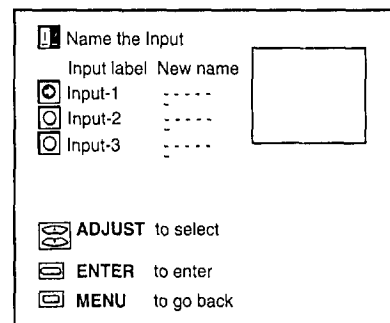 Name the Input
Input label New name
Input-1 - - - - -
Input-2 - - - - -
Input-3 - - - - -
ADJUST to select
ENTER to enter
MENU to go back